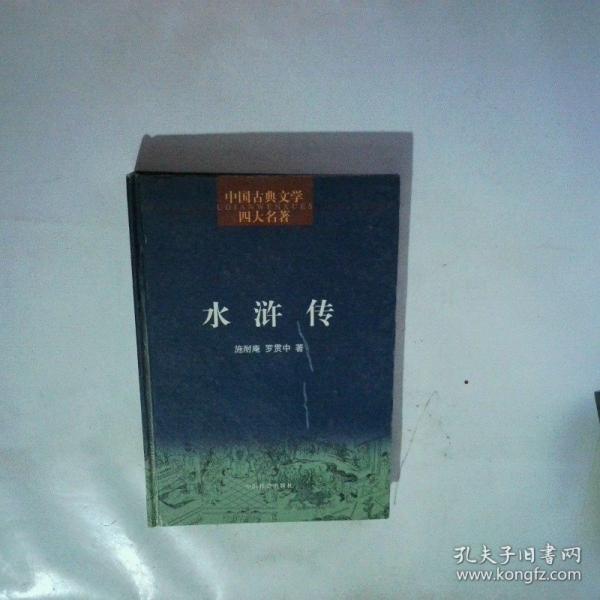 中国古典文学
四大名著
水浒传
施耐庵 罗贯中 著
孔夫子旧书网
www.kongfz.com